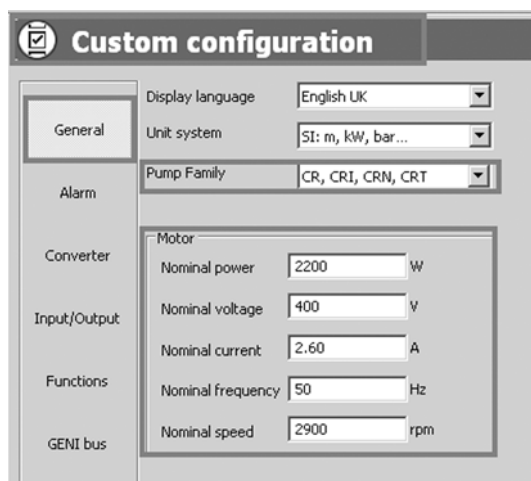 Custom configuration
Display language English UK
General
Unit system SI: m, kW, bar...
Pump Family CR, CRI, CRN, CRT
Alarm
Motor
Converter
Nominal power 2200 W
Nominal voltage 400 V
Input/Output
Nominal current 2.60 A
Functions
Nominal frequency 50 Hz
Nominal speed 2900 rpm
GENI bus